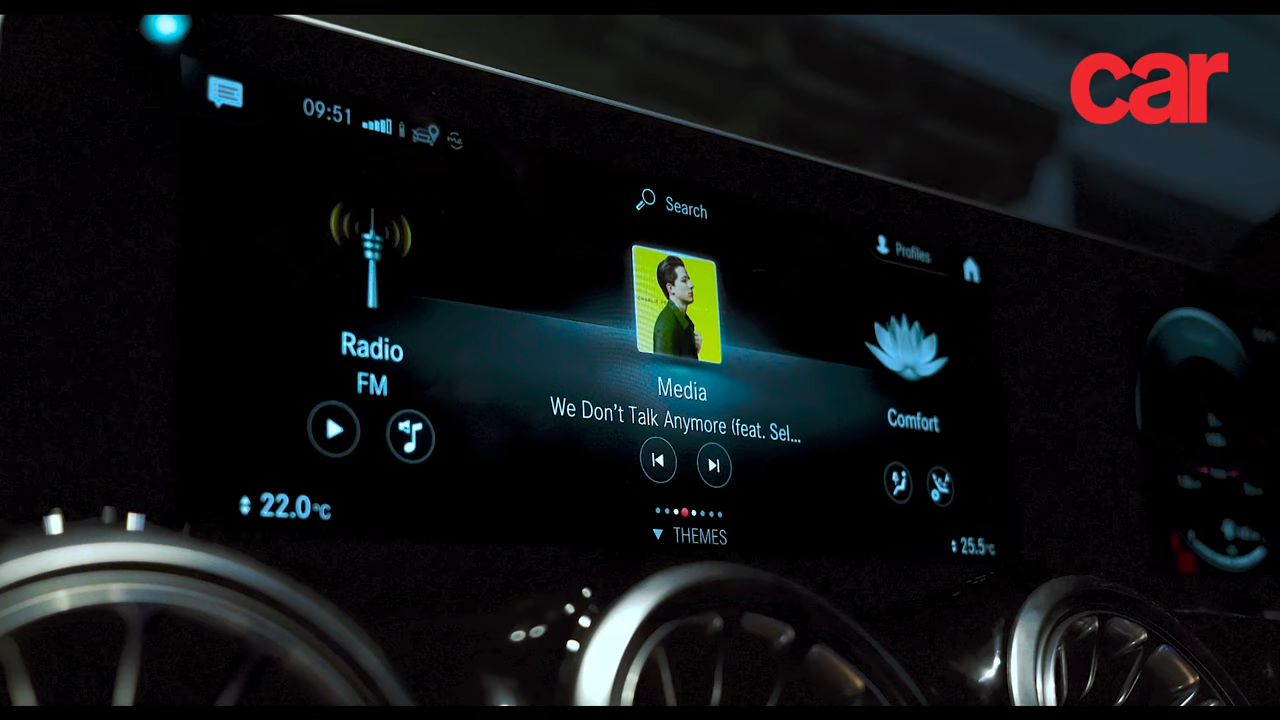 car
09:51
me
Search
Profiles
Radio
FM
Media
We Don't Talk Anymore (feat. Sel...
Comfort
22.0°C
THEMES
25.5°C